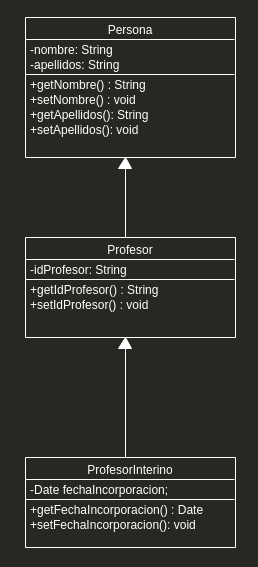 Persona
-nombre: String
-apellidos: String
+getNombre() : String
+setNombre() : void
+getApellidos(): String
+setApellidos(): void
Profesor
-idProfesor: String
+getIdProfesor() : String
+setIdProfesor() : void
ProfesorInterino
-Date fechaIncorporacion;
+getFechaIncorporacion() : Date
+setFechaIncorporacion(): void